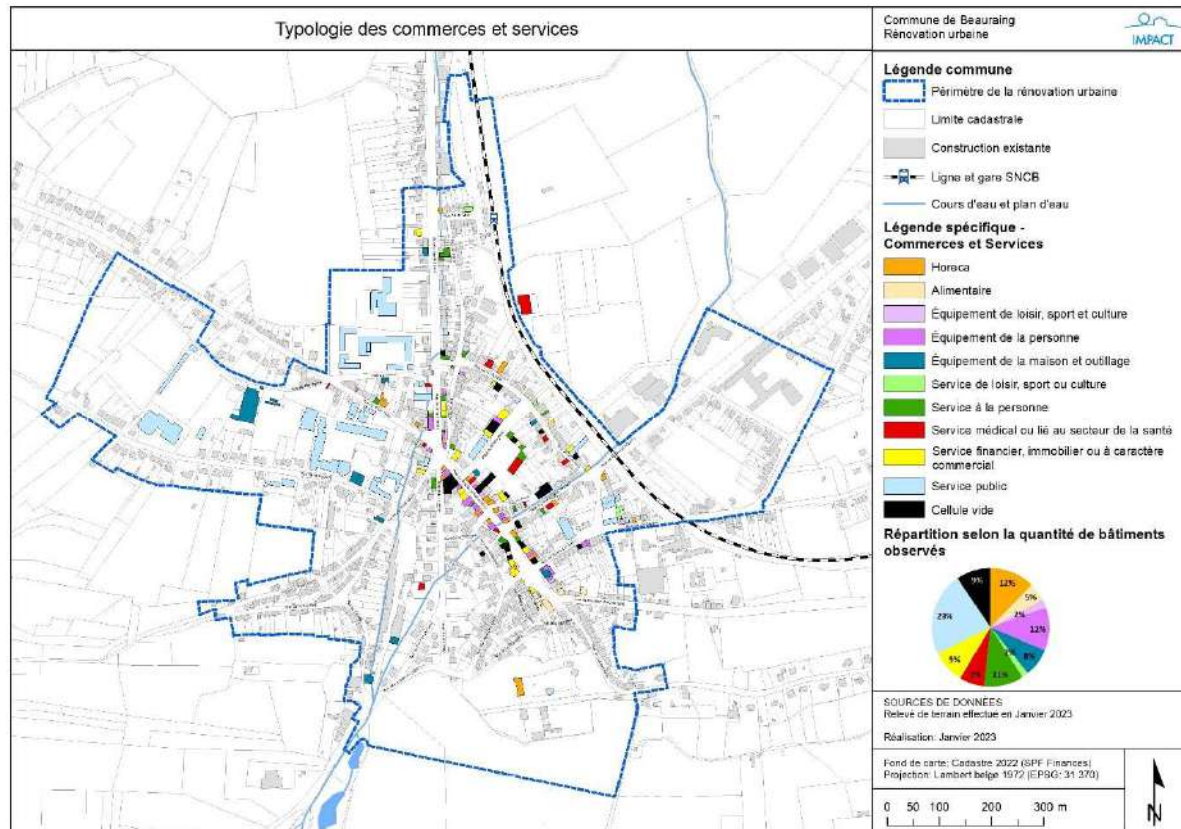 Typologie des commerces et services
Commune de Beauraing
Rénovation urbaine
IMPACT
Légende commune
Périmètre de la rénovation urbaine
Limite cadastrale
Construction existante
Ligne et gare SNCB
Cours d'eau et plan d'eau
Légende spécifique -
Commerces et Services
Horeca
Alimentaire
Équipement de loisir, sport et culture
Équipement de la personne
Équipement de la maison et outillage
Service de loisir, sport ou culture
Service à la personne
Service médical ou lié au secteur de la santé
Service financier, immobilier ou à caractère
commercial
Service public
Cellule vide
Répartition selon la quantité de bâtiments
observés
9%
12%
5%
2%
12%
8%
11%
9%
SOURCES DE DONNÉES
Relevé de terrain effectué en Janvier 2023
Réalisation: Janvier 2023
Fond de carte: Cadastre 2022 (SPF Finances)
Projection: Lambert belge 1972 (EPSG: 31 370)
0 50 100 200 300 m
N